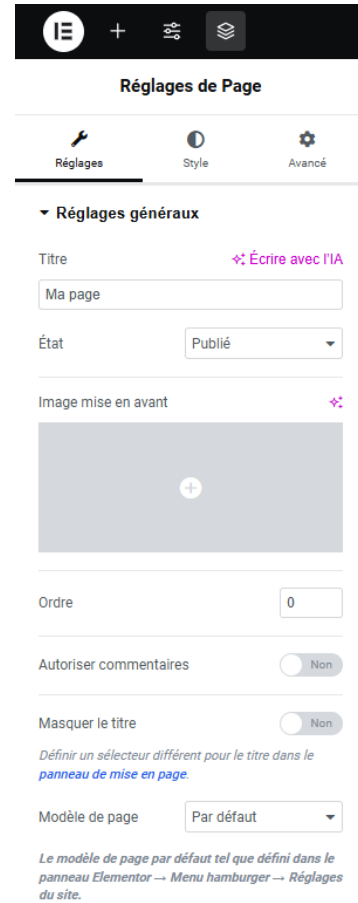 Réglages de Page
Réglages
Style
Avancé
Réglages généraux
Titre
Écrire avec l'IA
Ma page
État
Publié
Image mise en avant
Ordre
0
Autoriser commentaires
Non
Masquer le titre
Non
Définir un sélecteur différent pour le titre dans le
panneau de mise en page.
Modèle de page
Par défaut
Le modèle de page par défaut tel que défini dans le
panneau Elementor → Menu hamburger → Réglages
du site.